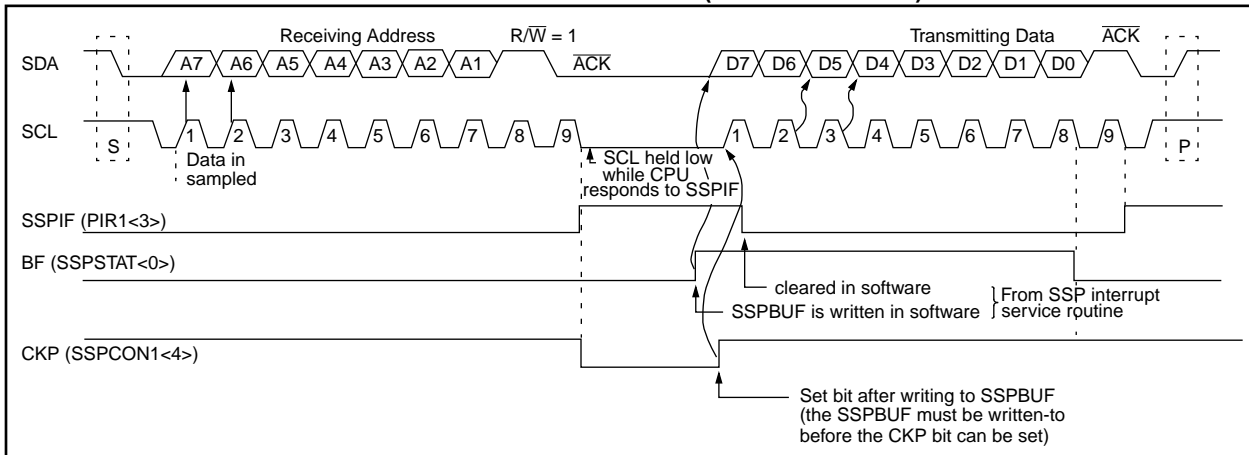 Receiving Address R/W = 1 Transmitting Data ACK
SDA A7 A6 A5 A4 A3 A2 A1 ACK D7 D6 D5 D4 D3 D2 D1 D0
SCL 1 2 3 4 5 6 7 8 9 1 2 3 4 5 6 7 8 9
S P
Data in
sampled
SCL held low
while CPU
responds to SSPIF
SSPIF (PIR1<3>)
BF (SSPSTAT<0>)
cleared in software
SSPBUF is written in software
From SSP interrupt
service routine
CKP (SSPCON1<4>)
Set bit after writing to SSPBUF
(the SSPBUF must be written-to
before the CKP bit can be set)